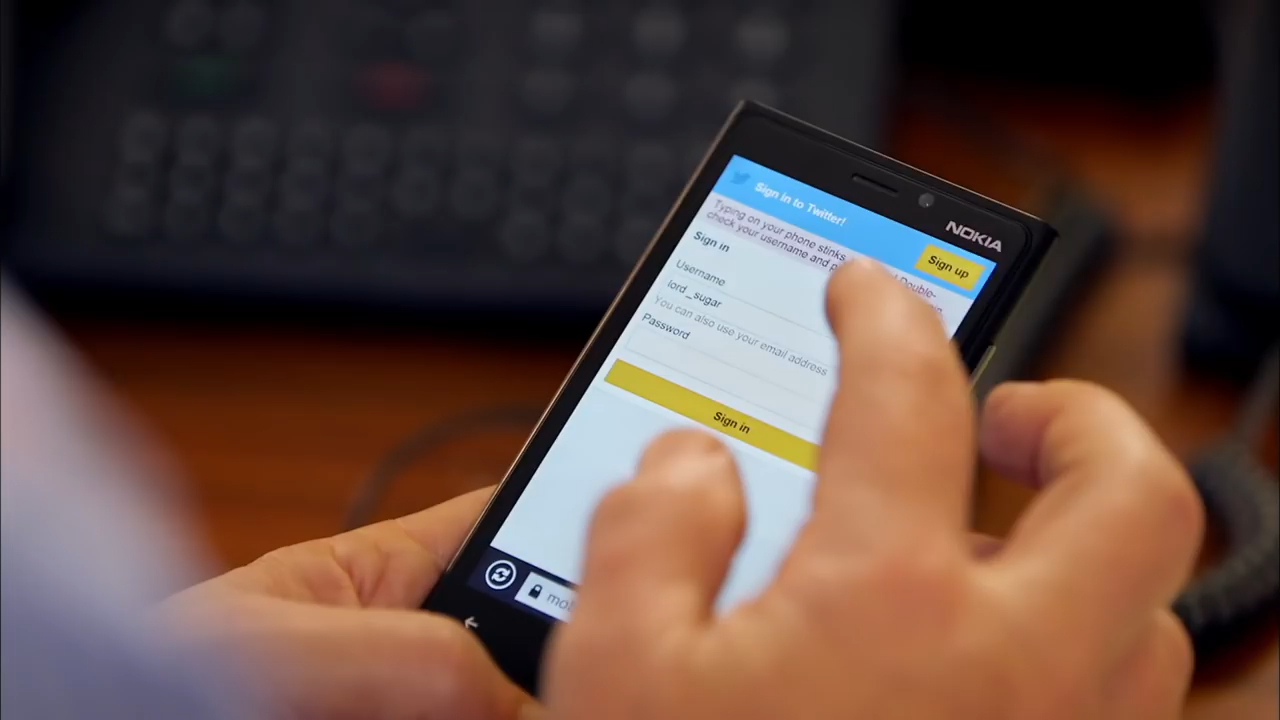 NOKIA
Sign in to Twitter!
Sign up
Typing on your phone stinks Double-
check your username and
Sign in
Username
lord_sugar
You can also use your email address
Password
Sign in